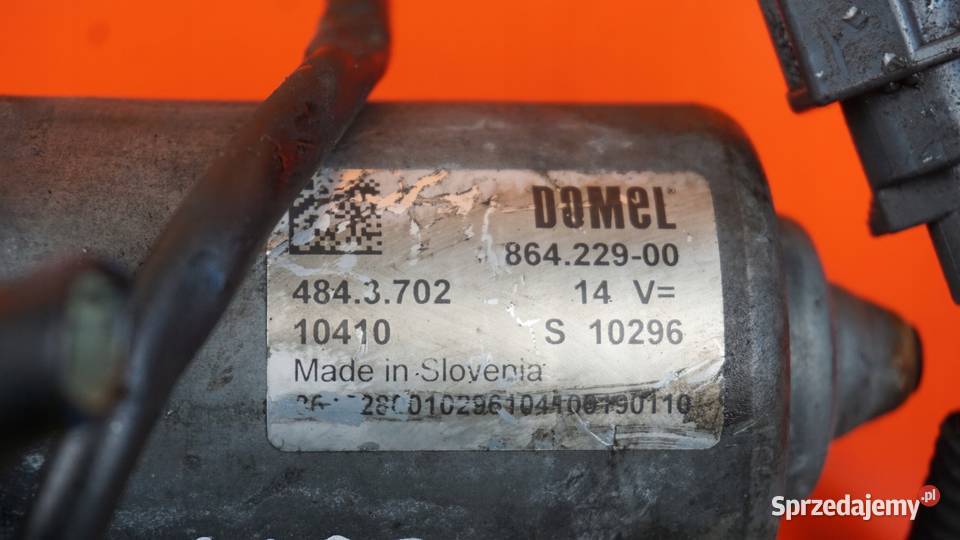 DOMEL®
864.229-00
484.3.702 14 V=
10410 S 10296
Made in Slovenia
Sprzedajemy.pl